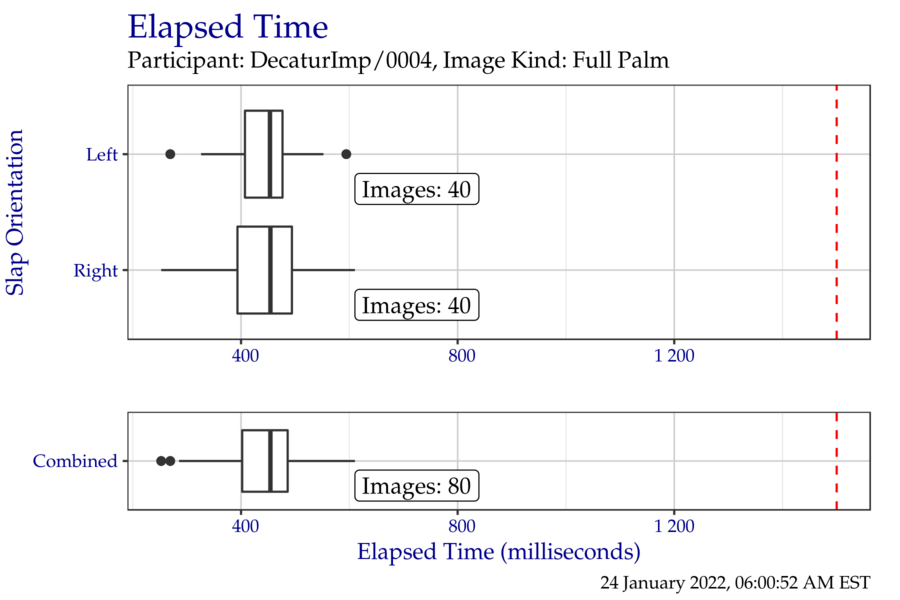 Elapsed Time
Participant: DecaturImp/0004, Image Kind: Full Palm
Slap Orientation
Left
Images: 40
Right
Images: 40
400 800 1 200
Combined
Images: 80
400 800 1 200
Elapsed Time (milliseconds)
24 January 2022, 06:00:52 AM EST